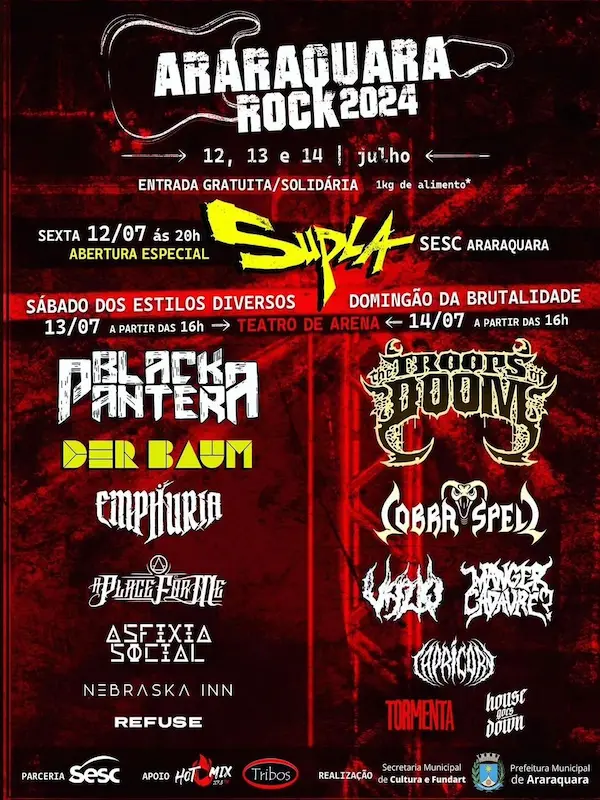 ARARAQUARA
ROCK 2024
12, 13 e 14 | julho
ENTRADA GRATUITA/SOLIDÁRIA 1kg de alimento*
SEXTA 12/07 ás 20h
ABERTURA ESPECIAL
SUPLA
SESC ARARAQUARA
SÁBADO DOS ESTILOS DIVERSOS
13/07 A PARTIR DAS 16h
DOMINGÃO DA BRUTALIDADE
14/07 A PARTIR DAS 16h
TEATRO DE ARENA
BLACK
PANTERA
DER BAUM
EMPHURIA
A PLACE FOR ME
ASFIXIA
SOCIAL
NEBRASKA INN
REFUSE
the TROOPS of
DOOM
COBRA SPELL
VAZIO
MANGER
CADAVRE?
CAPRICORN
TORMENTA
house
goes
down
PARCERIA Sesc
APOIO HOT MIX
Tribos
REALIZAÇÃO
Secretaria Municipal
de Cultura e Fundart
Prefeitura Municipal
de Araraquara